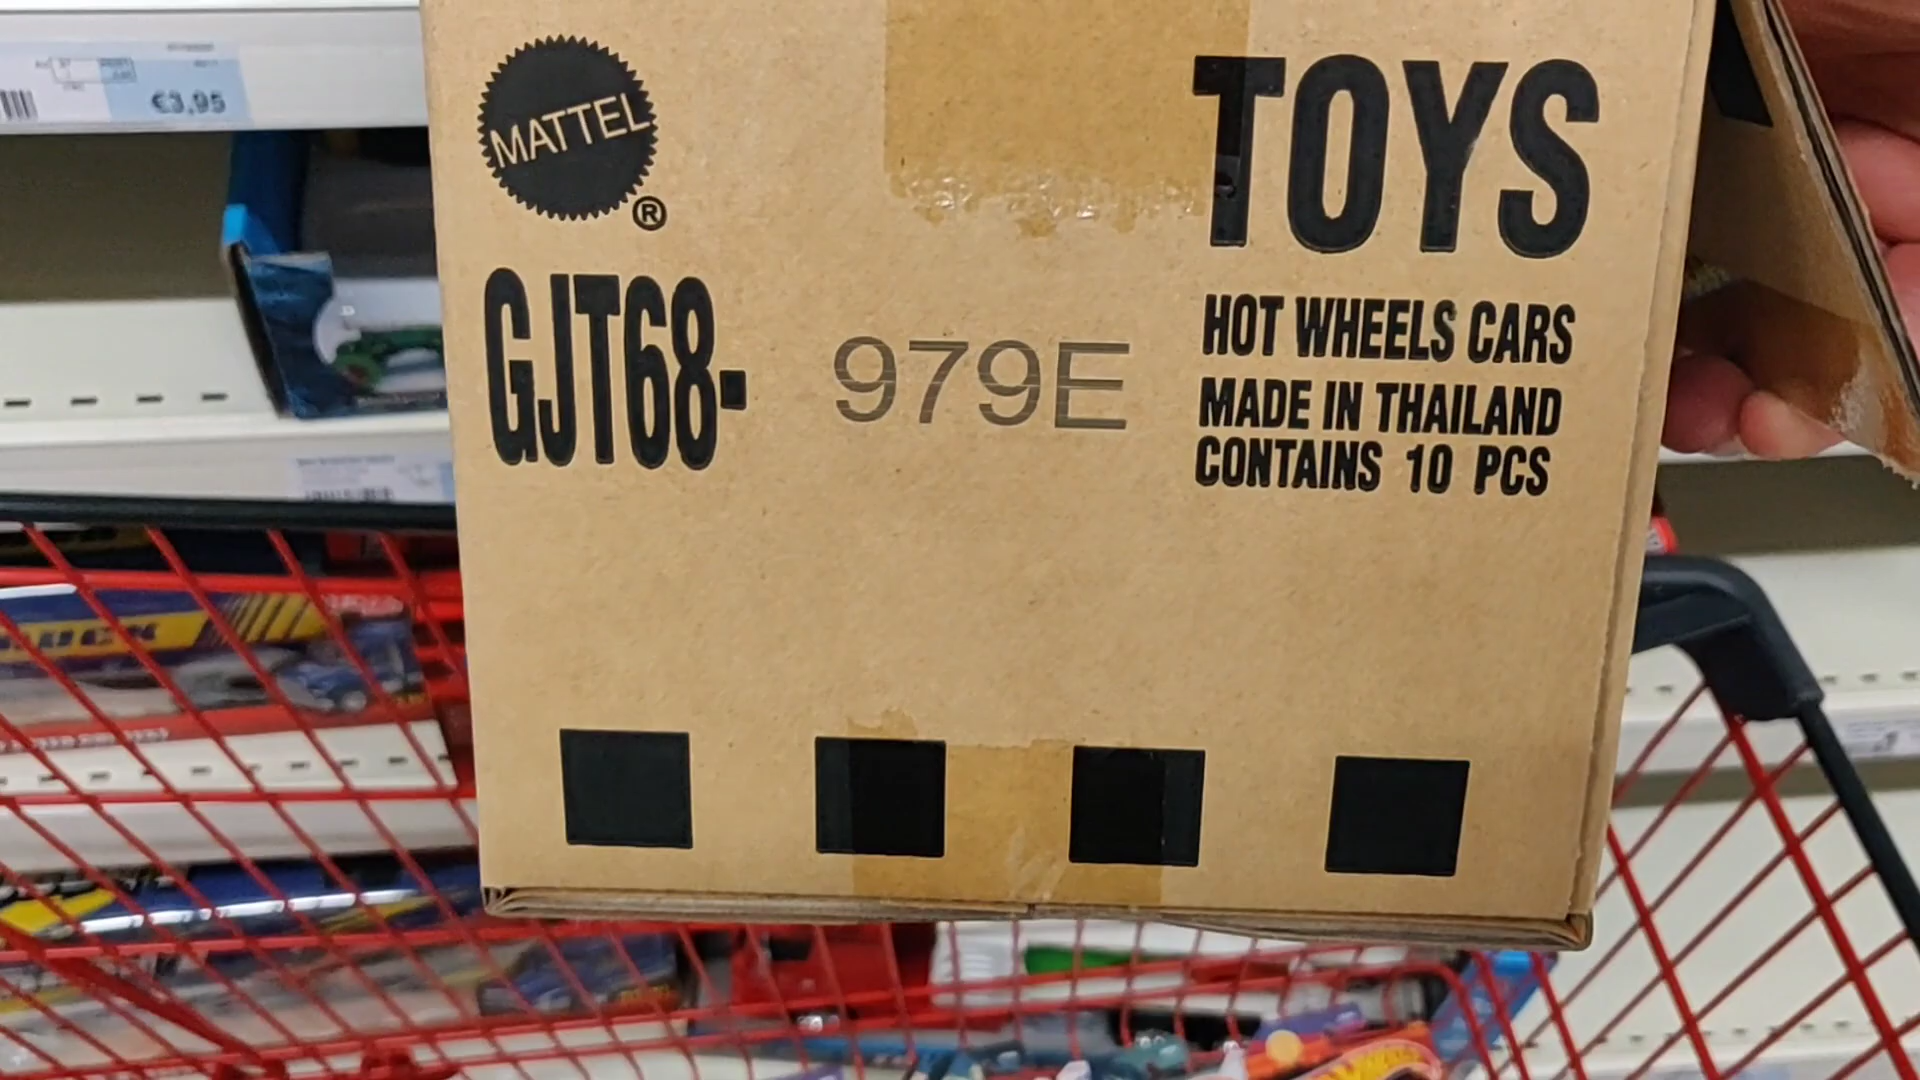 €3.95
MATTEL
®
TOYS
GJT68-
979E
HOT WHEELS CARS
MADE IN THAILAND
CONTAINS 10 PCS